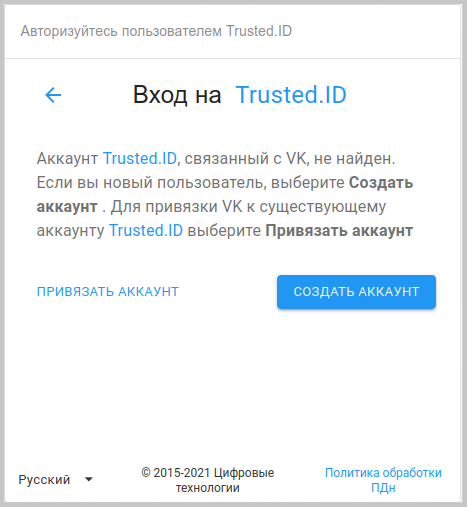 Авторизуйтесь пользователем Trusted.ID
Вход на Trusted.ID
Аккаунт Trusted.ID, связанный с VK, не найден.
Если вы новый пользователь, выберите Создать
аккаунт . Для привязки VK к существующему
аккаунту Trusted.ID выберите Привязать аккаунт
ПРИВЯЗАТЬ АККАУНТ
СОЗДАТЬ АККАУНТ
Русский
© 2015-2021 Цифровые
технологии
Политика обработки
ПДн